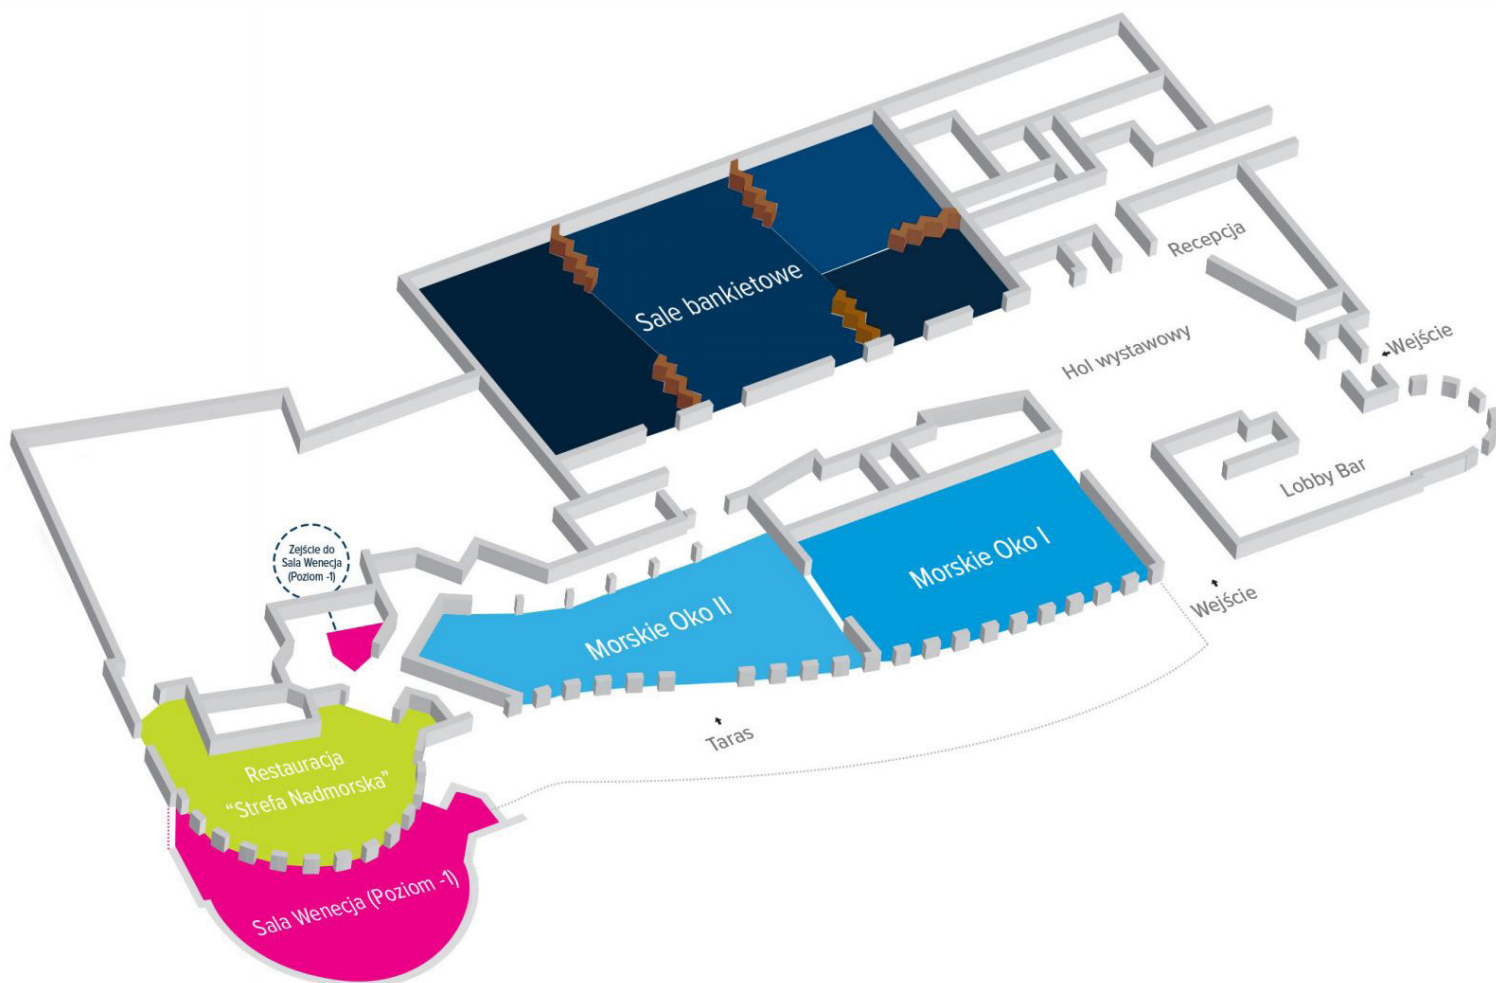 Recepcja
Sale bankietowe
Hol wystawowy
Wejście
Lobby Bar
Zejście do
Sala Wenecja
(Poziom -1)
Morskie Oko I
Morskie Oko II
Wejście
Taras
Restauracja
“Strefa Nadmorska”
Sala Wenecja (Poziom -1)